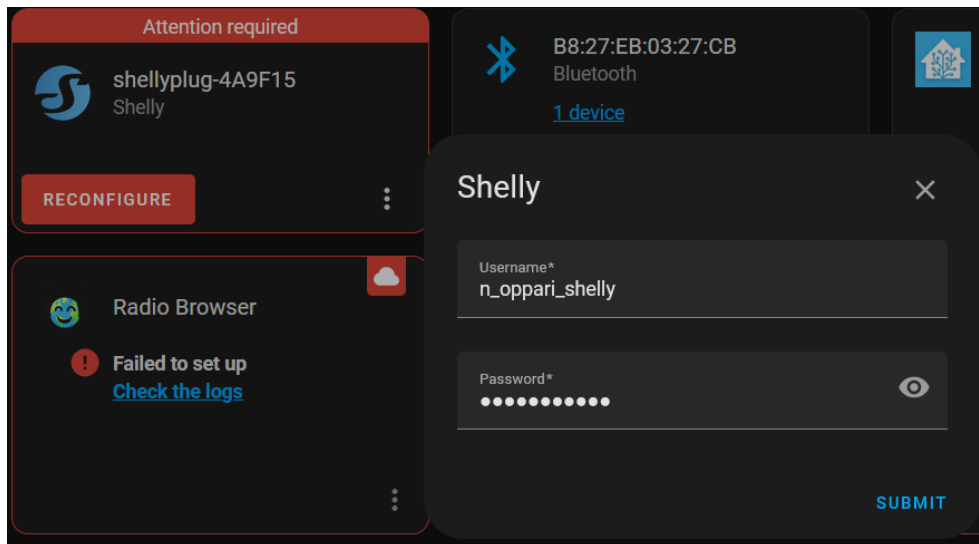 Attention required
shellyplug-4A9F15
Shelly
RECONFIGURE
B8:27:EB:03:27:CB
Bluetooth
1 device
Radio Browser
Failed to set up
Check the logs
Shelly
Username*
n_oppari_shelly
Password*
•••••••••••
SUBMIT